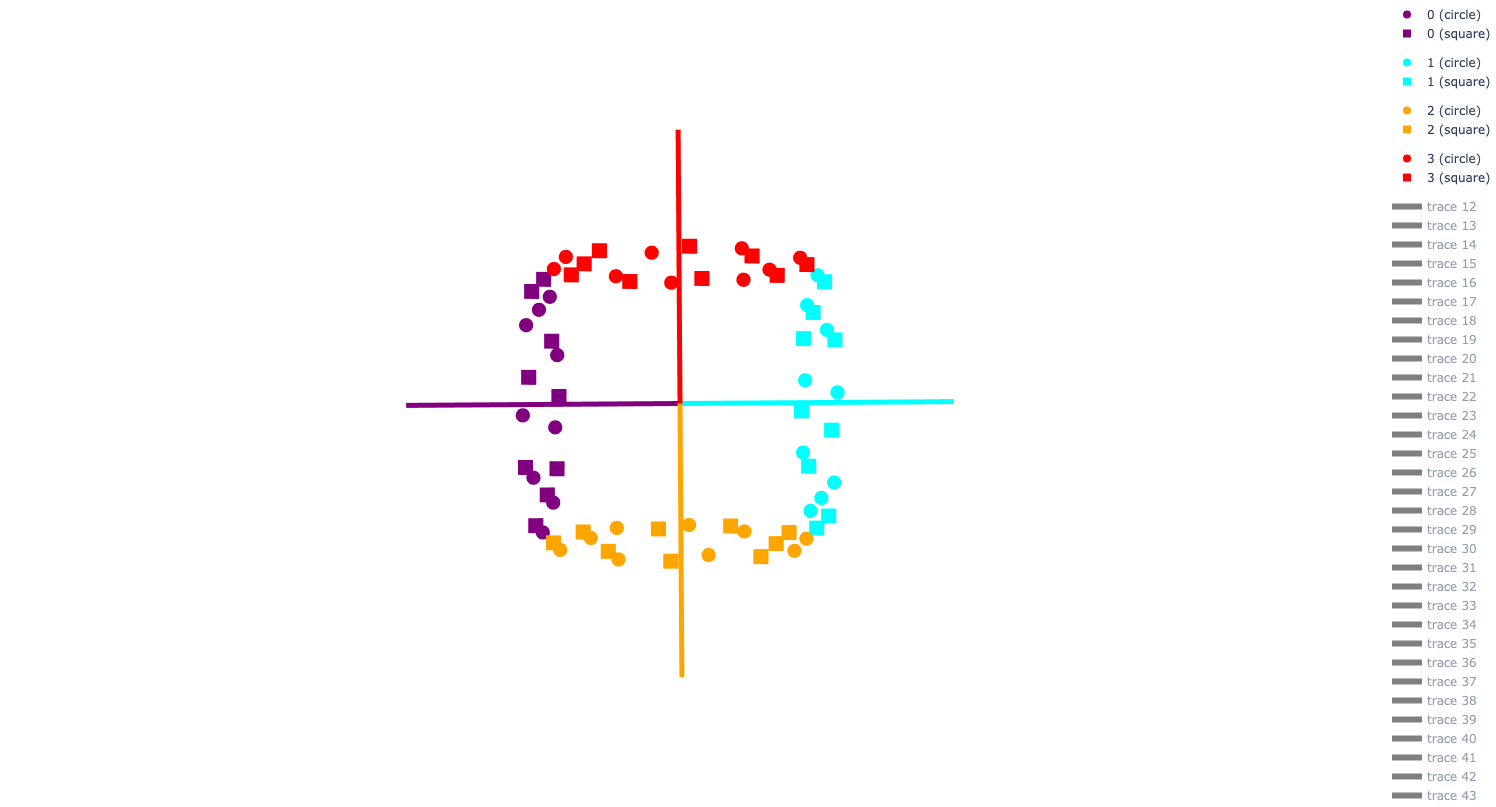 0 (circle)
0 (square)
1 (circle)
1 (square)
2 (circle)
2 (square)
3 (circle)
3 (square)
trace 12
trace 13
trace 14
trace 15
trace 16
trace 17
trace 18
trace 19
trace 20
trace 21
trace 22
trace 23
trace 24
trace 25
trace 26
trace 27
trace 28
trace 29
trace 30
trace 31
trace 32
trace 33
trace 34
trace 35
trace 36
trace 37
trace 38
trace 39
trace 40
trace 41
trace 42
trace 43